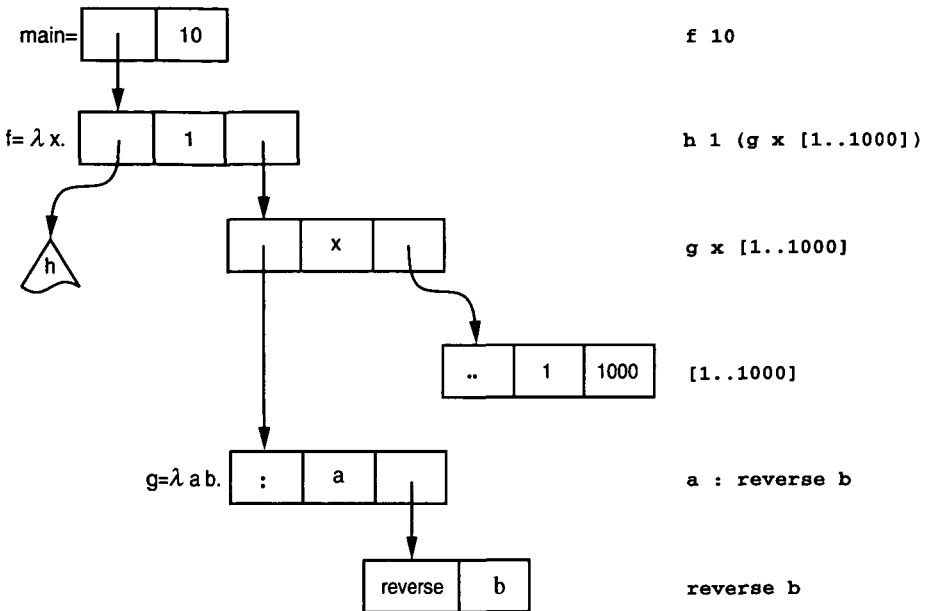 main= 10 f 10
f= λ x. 1 h 1 (g x [1..1000])
h
x g x [1..1000]
.. 1 1000 [1..1000]
g=λ a b. : a a : reverse b
reverse b reverse b